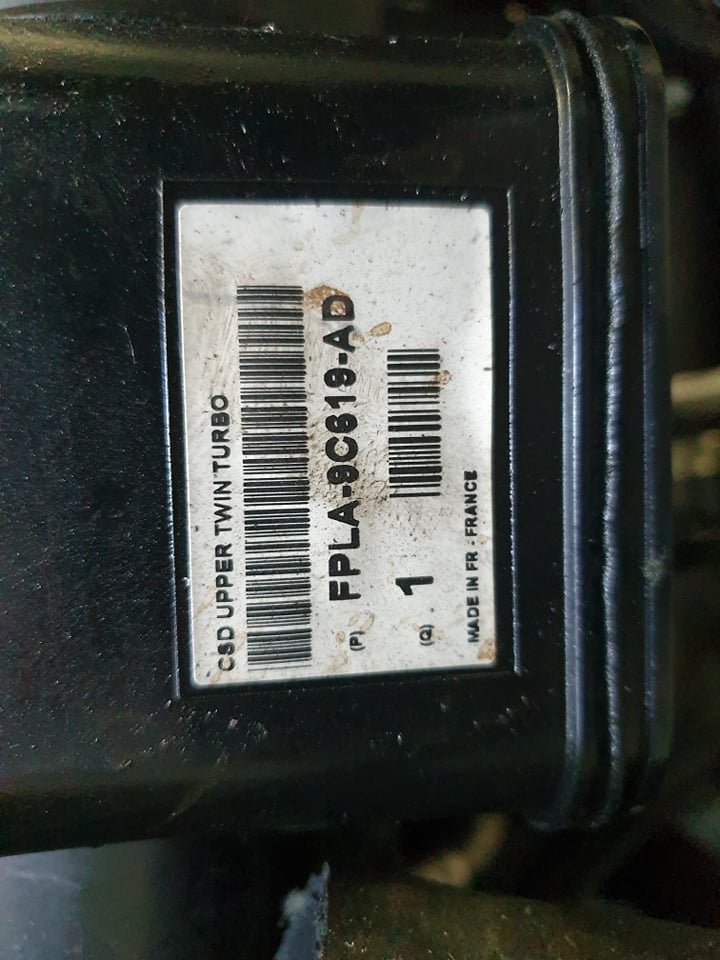 CSD UPPER TWIN TURBO
(P) FPLA-9C619-AD
(Q) 1
MADE IN FR - FRANCE